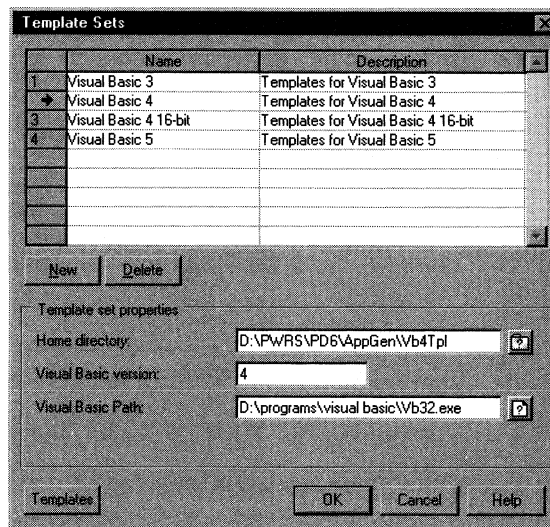 Template Sets
Name Description
1 Visual Basic 3 Templates for Visual Basic 3
Visual Basic 4 Templates for Visual Basic 4
3 Visual Basic 4 16-bit Templates for Visual Basic 4 16-bit
4 Visual Basic 5 Templates for Visual Basic 5
New Delete
Template set properties
Home directory: D:\PWRS\PD6\AppGen\Vb4Tpl ?
Visual Basic version: 4
Visual Basic Path: D:\programs\visual basic\Vb32.exe ?
Templates OK Cancel Help